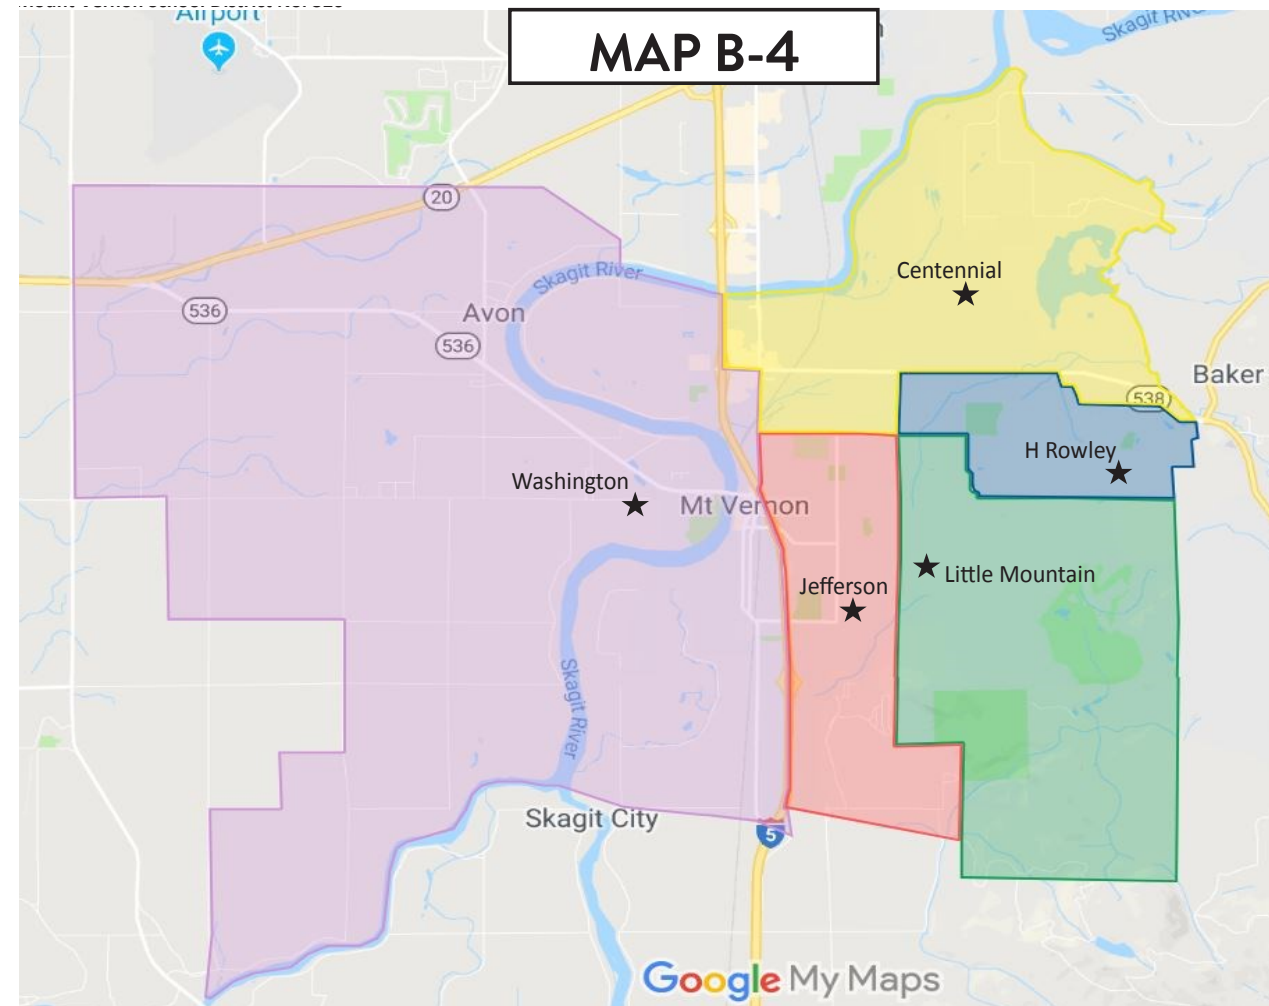 Airport
MAP B-4
Skagit River
20
Skagit River
Centennial
536
Avon
536
Baker
538
H Rowley
Washington
Mt Vernon
Little Mountain
Jefferson
Skagit River
Skagit City
5
Google My Maps